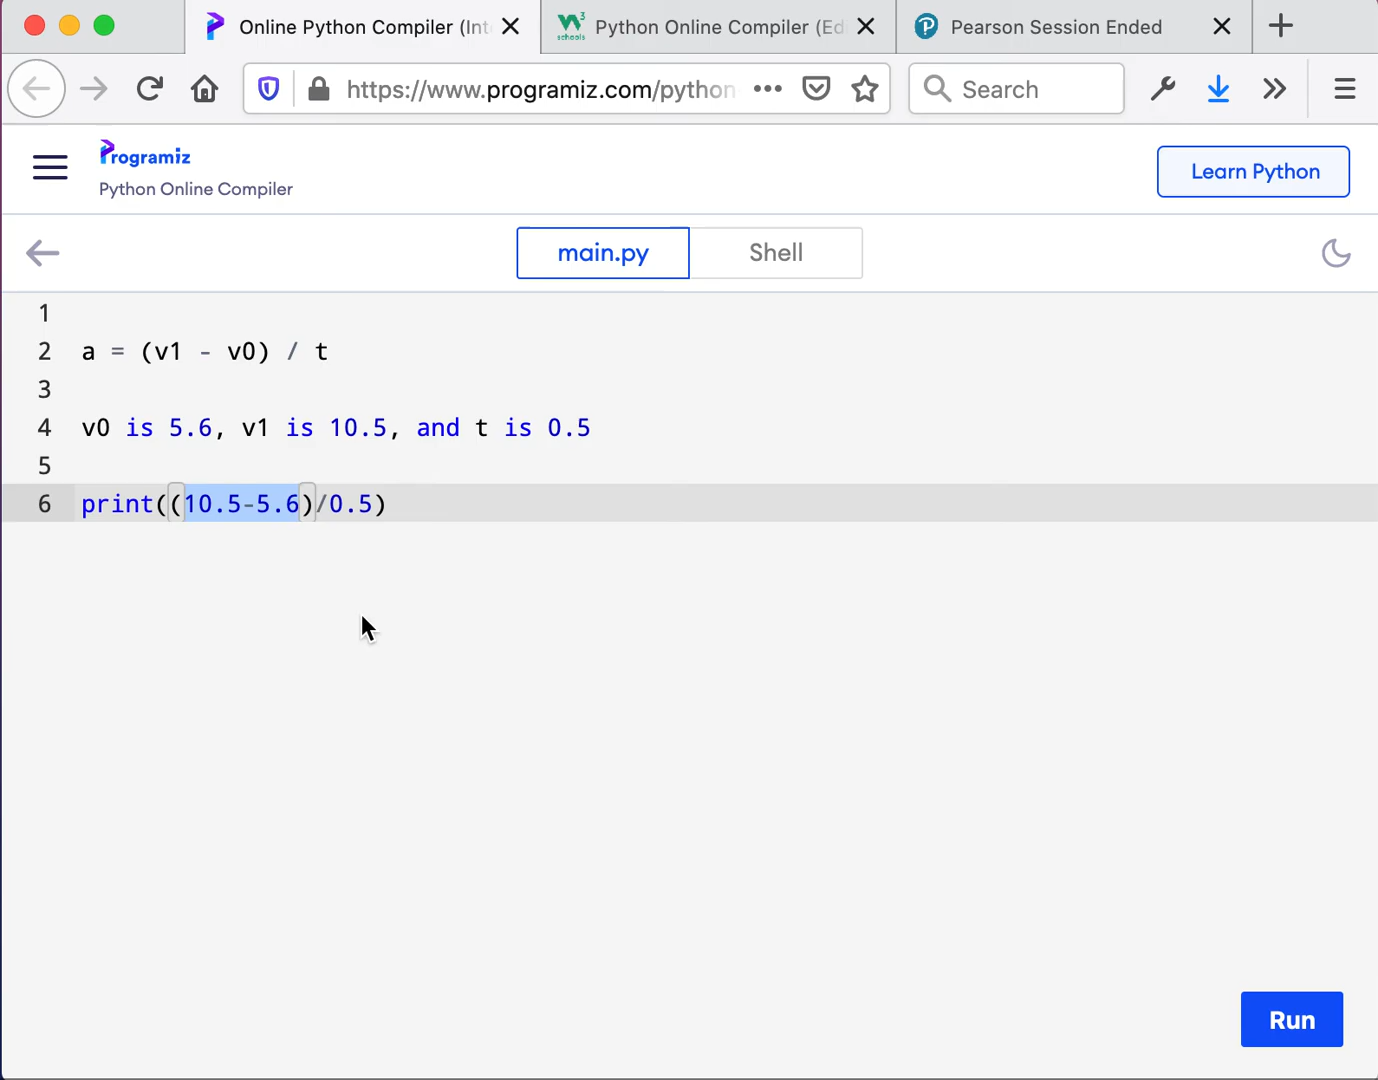 Online Python Compiler (Int
Python Online Compiler (Ed
Pearson Session Ended
https://www.programiz.com/python
Search
Programiz
Python Online Compiler
Learn Python
main.py
Shell
1
2 a = (v1 - v0) / t
3
4 v0 is 5.6, v1 is 10.5, and t is 0.5
5
6 print((10.5-5.6)/0.5)
Run